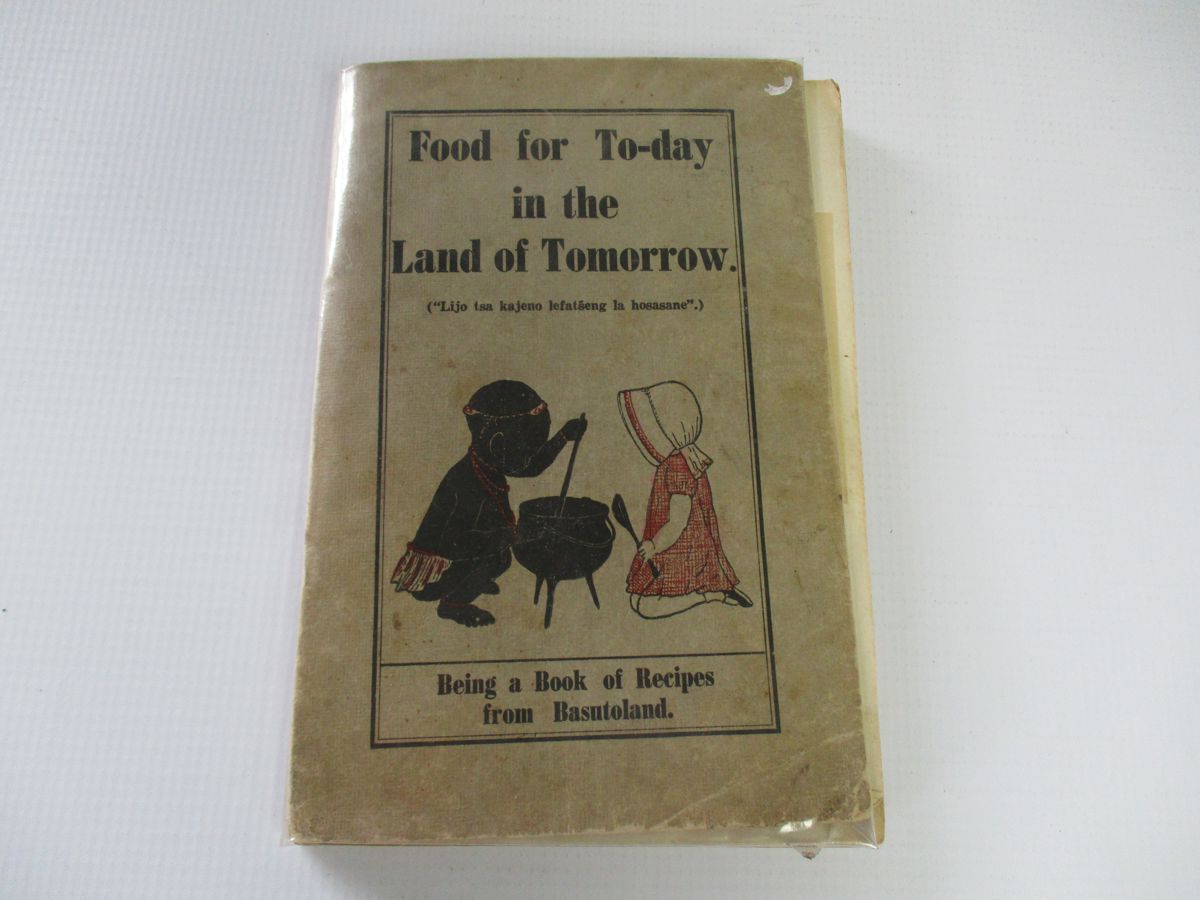 Food for To-day
in the
Land of Tomorrow.
("Lijo tsa kajeno lefatšeng la hosasane".)
Being a Book of Recipes
from Basutoland.